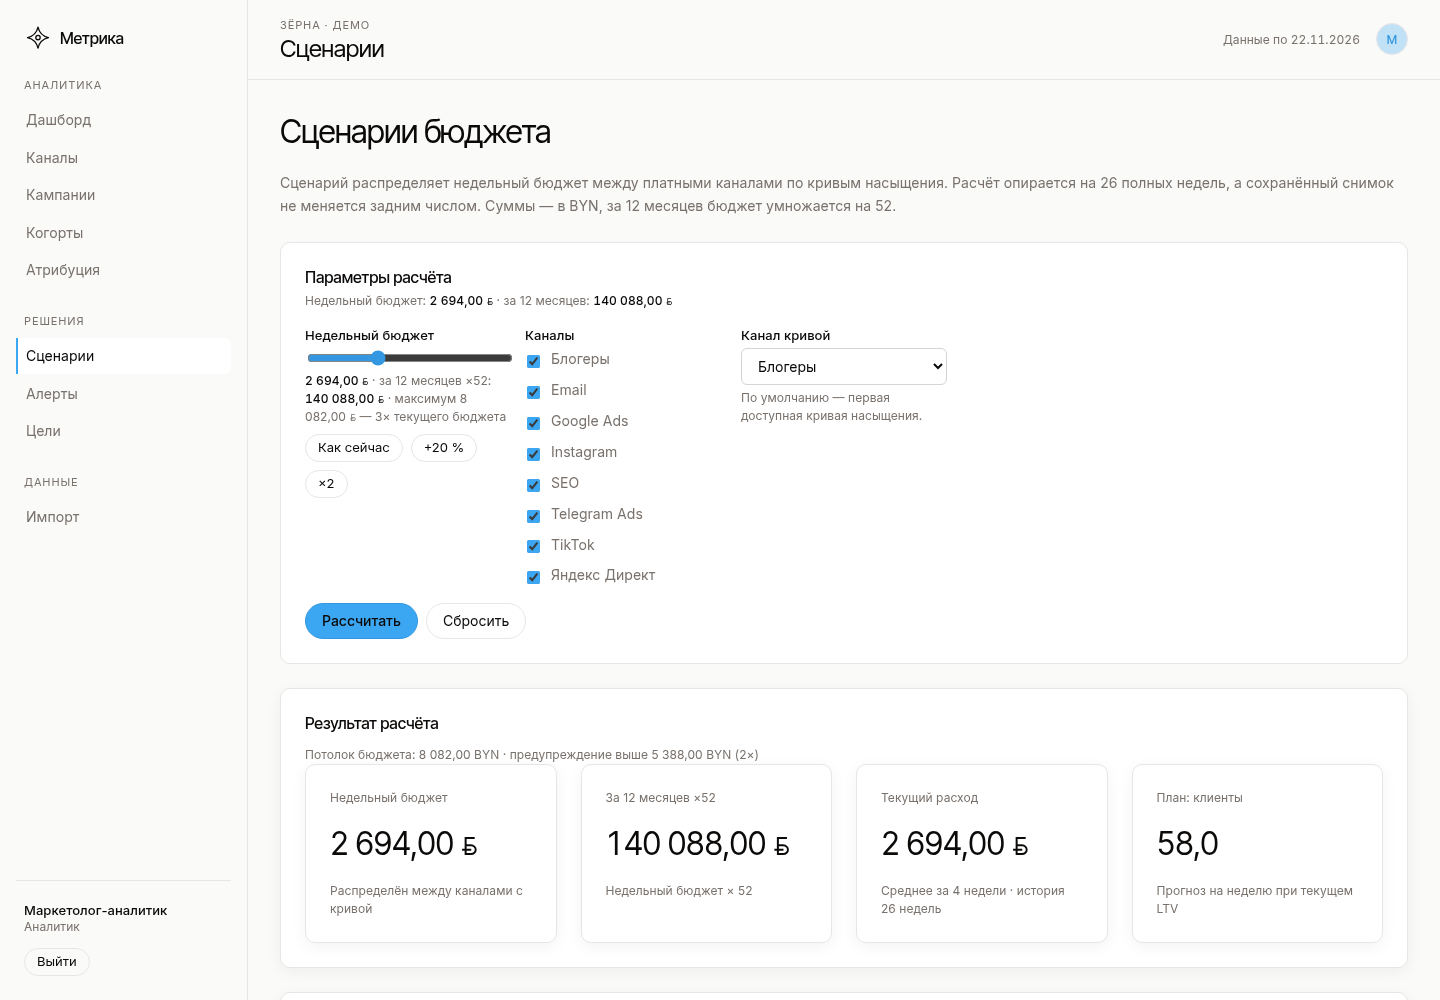 Метрика
АНАЛИТИКА
Дашборд
Каналы
Кампании
Когорты
Атрибуция
РЕШЕНИЯ
Сценарии
Алерты
Цели
ДАННЫЕ
Импорт
Маркетолог-аналитик
Аналитик
Выйти
ЗЁРНА · ДЕМО
Сценарии
Данные по 22.11.2026
М
Сценарии бюджета
Сценарий распределяет недельный бюджет между платными каналами по кривым насыщения. Расчёт опирается на 26 полных недель, а сохранённый снимок
не меняется задним числом. Суммы — в BYN, за 12 месяцев бюджет умножается на 52.
Параметры расчёта
Недельный бюджет: 2 694,00 Ƃ · за 12 месяцев: 140 088,00 Ƃ
Недельный бюджет
2 694,00 Ƃ · за 12 месяцев ×52:
140 088,00 Ƃ · максимум 8
082,00 Ƃ — 3× текущего бюджета
Как сейчас
+20 %
×2
Каналы
Блогеры
Email
Google Ads
Instagram
SEO
Telegram Ads
TikTok
Яндекс Директ
Канал кривой
Блогеры
По умолчанию — первая
доступная кривая насыщения.
Рассчитать
Сбросить
Результат расчёта
Потолок бюджета: 8 082,00 BYN · предупреждение выше 5 388,00 BYN (2×)
Недельный бюджет
2 694,00 Ƃ
Распределён между каналами с
кривой
За 12 месяцев ×52
140 088,00 Ƃ
Недельный бюджет × 52
Текущий расход
2 694,00 Ƃ
Среднее за 4 недели · история
26 недель
План: клиенты
58,0
Прогноз на неделю при текущем
LTV